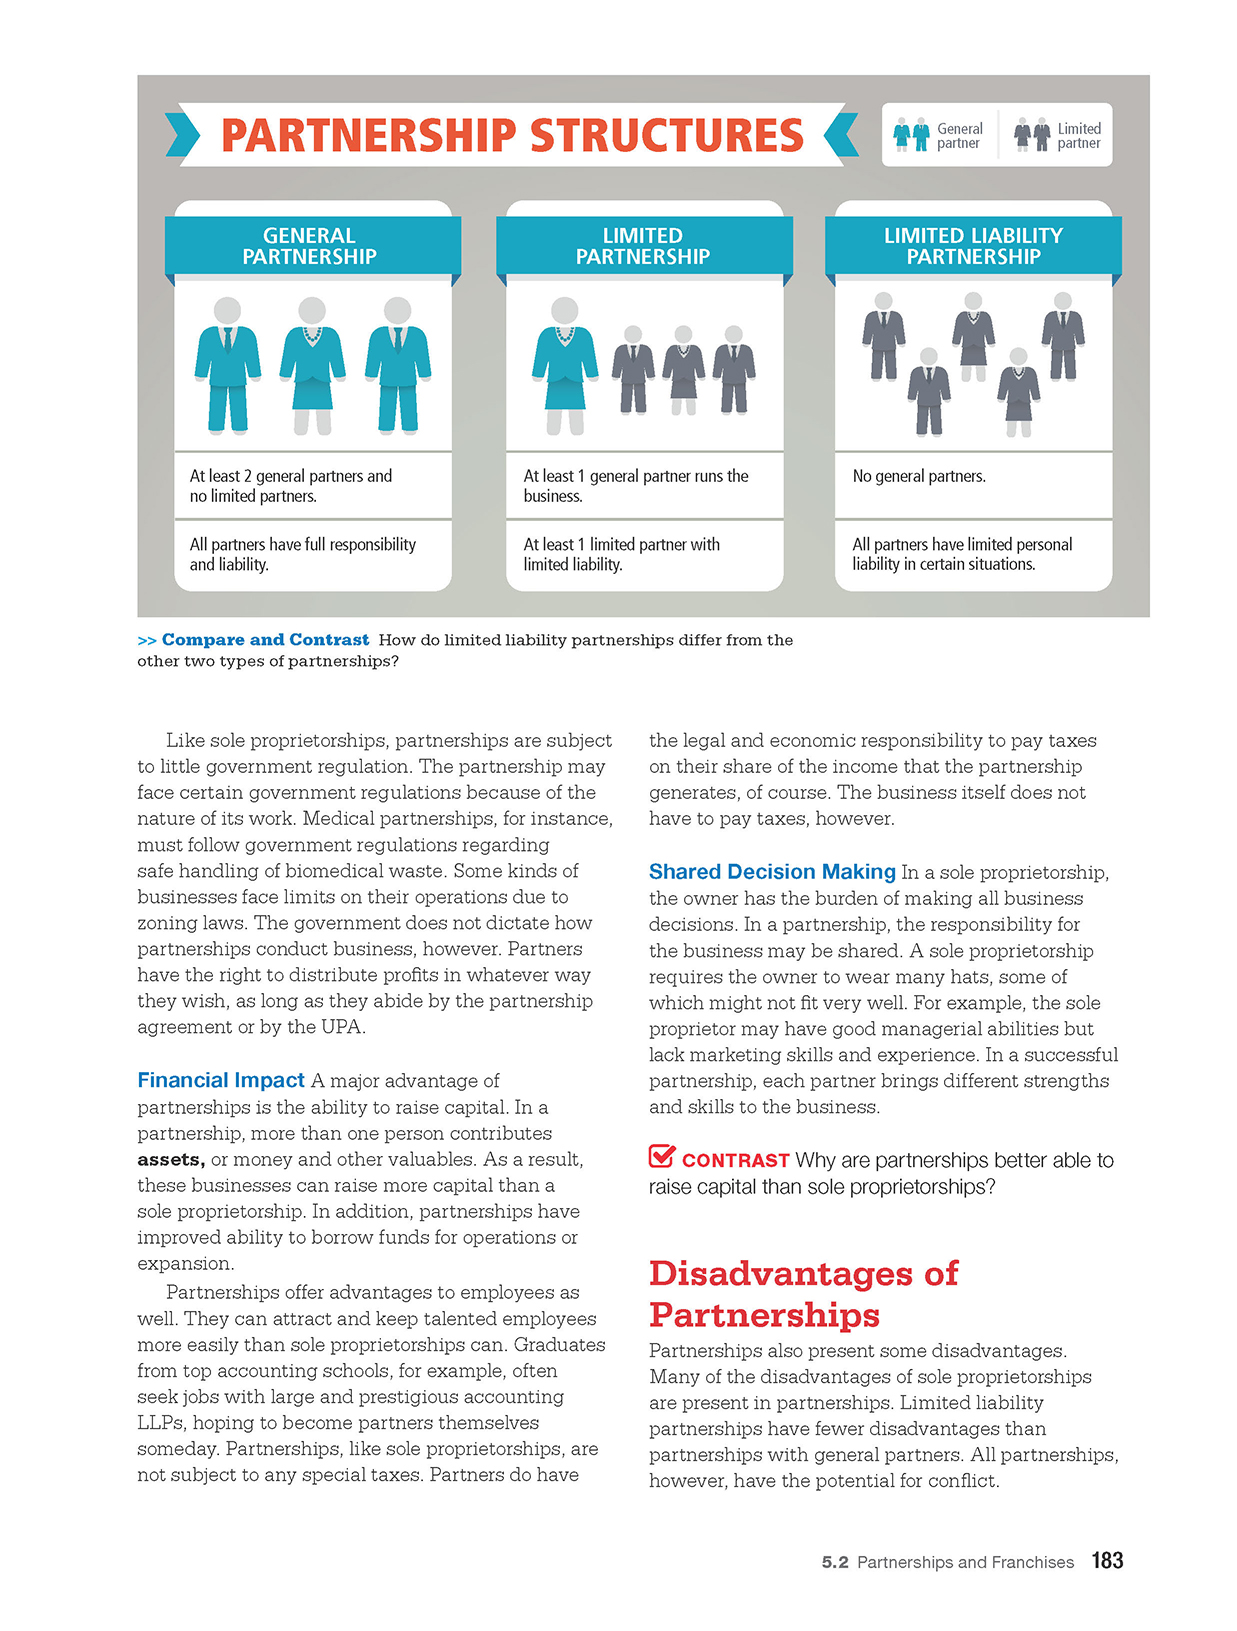 PARTNERSHIP STRUCTURES
General
partner
Limited
partner
GENERAL
PARTNERSHIP
At least 2 general partners and
no limited partners.
All partners have full responsibility
and liability.
LIMITED
PARTNERSHIP
At least 1 general partner runs the
business.
At least 1 limited partner with
limited liability.
LIMITED LIABILITY
PARTNERSHIP
No general partners.
All partners have limited personal
liability in certain situations.
>> Compare and Contrast How do limited liability partnerships differ from the
other two types of partnerships?
Like sole proprietorships, partnerships are subject
to little government regulation. The partnership may
face certain government regulations because of the
nature of its work. Medical partnerships, for instance,
must follow government regulations regarding
safe handling of biomedical waste. Some kinds of
businesses face limits on their operations due to
zoning laws. The government does not dictate how
partnerships conduct business, however. Partners
have the right to distribute profits in whatever way
they wish, as long as they abide by the partnership
agreement or by the UPA.
Financial Impact A major advantage of
partnerships is the ability to raise capital. In a
partnership, more than one person contributes
assets, or money and other valuables. As a result,
these businesses can raise more capital than a
sole proprietorship. In addition, partnerships have
improved ability to borrow funds for operations or
expansion.
Partnerships offer advantages to employees as
well. They can attract and keep talented employees
more easily than sole proprietorships can. Graduates
from top accounting schools, for example, often
seek jobs with large and prestigious accounting
LLPs, hoping to become partners themselves
someday. Partnerships, like sole proprietorships, are
not subject to any special taxes. Partners do have
the legal and economic responsibility to pay taxes
on their share of the income that the partnership
generates, of course. The business itself does not
have to pay taxes, however.
Shared Decision Making In a sole proprietorship,
the owner has the burden of making all business
decisions. In a partnership, the responsibility for
the business may be shared. A sole proprietorship
requires the owner to wear many hats, some of
which might not fit very well. For example, the sole
proprietor may have good managerial abilities but
lack marketing skills and experience. In a successful
partnership, each partner brings different strengths
and skills to the business.
CONTRAST Why are partnerships better able to
raise capital than sole proprietorships?
Disadvantages of
Partnerships
Partnerships also present some disadvantages.
Many of the disadvantages of sole proprietorships
are present in partnerships. Limited liability
partnerships have fewer disadvantages than
partnerships with general partners. All partnerships,
however, have the potential for conflict.
5.2 Partnerships and Franchises 183